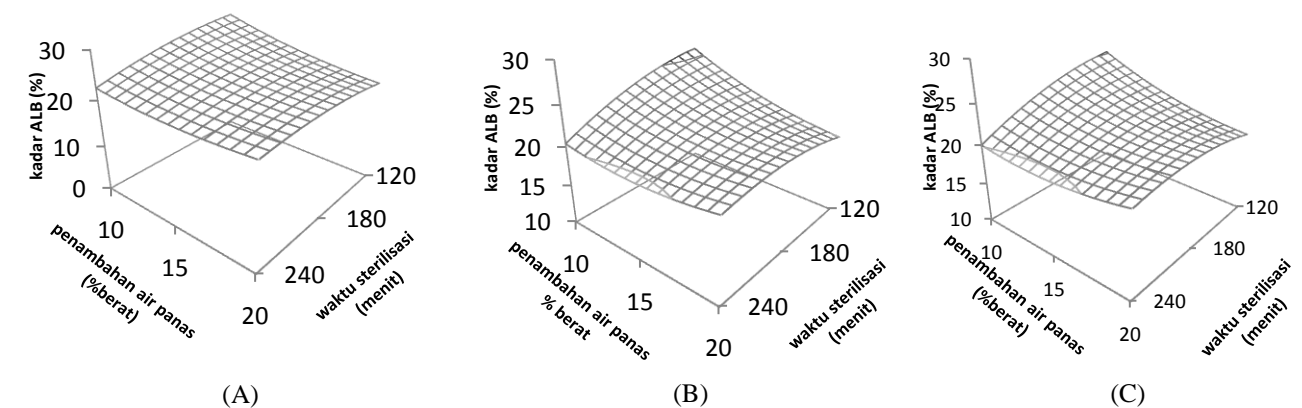 30
20
10
0
kadar ALB (%)
10
15
20
penambahan air panas
(%berat)
120
180
240
waktu sterilisasi
(menit)
(A)
30
25
20
15
10
kadar ALB (%)
10
15
20
penambahan air panas
% berat
120
180
240
waktu sterilisasi
(menit)
(B)
30
25
20
15
10
kadar ALB (%)
10
15
20
penambahan air panas
(%berat)
120
180
240
waktu sterilisasi
(menit)
(C)